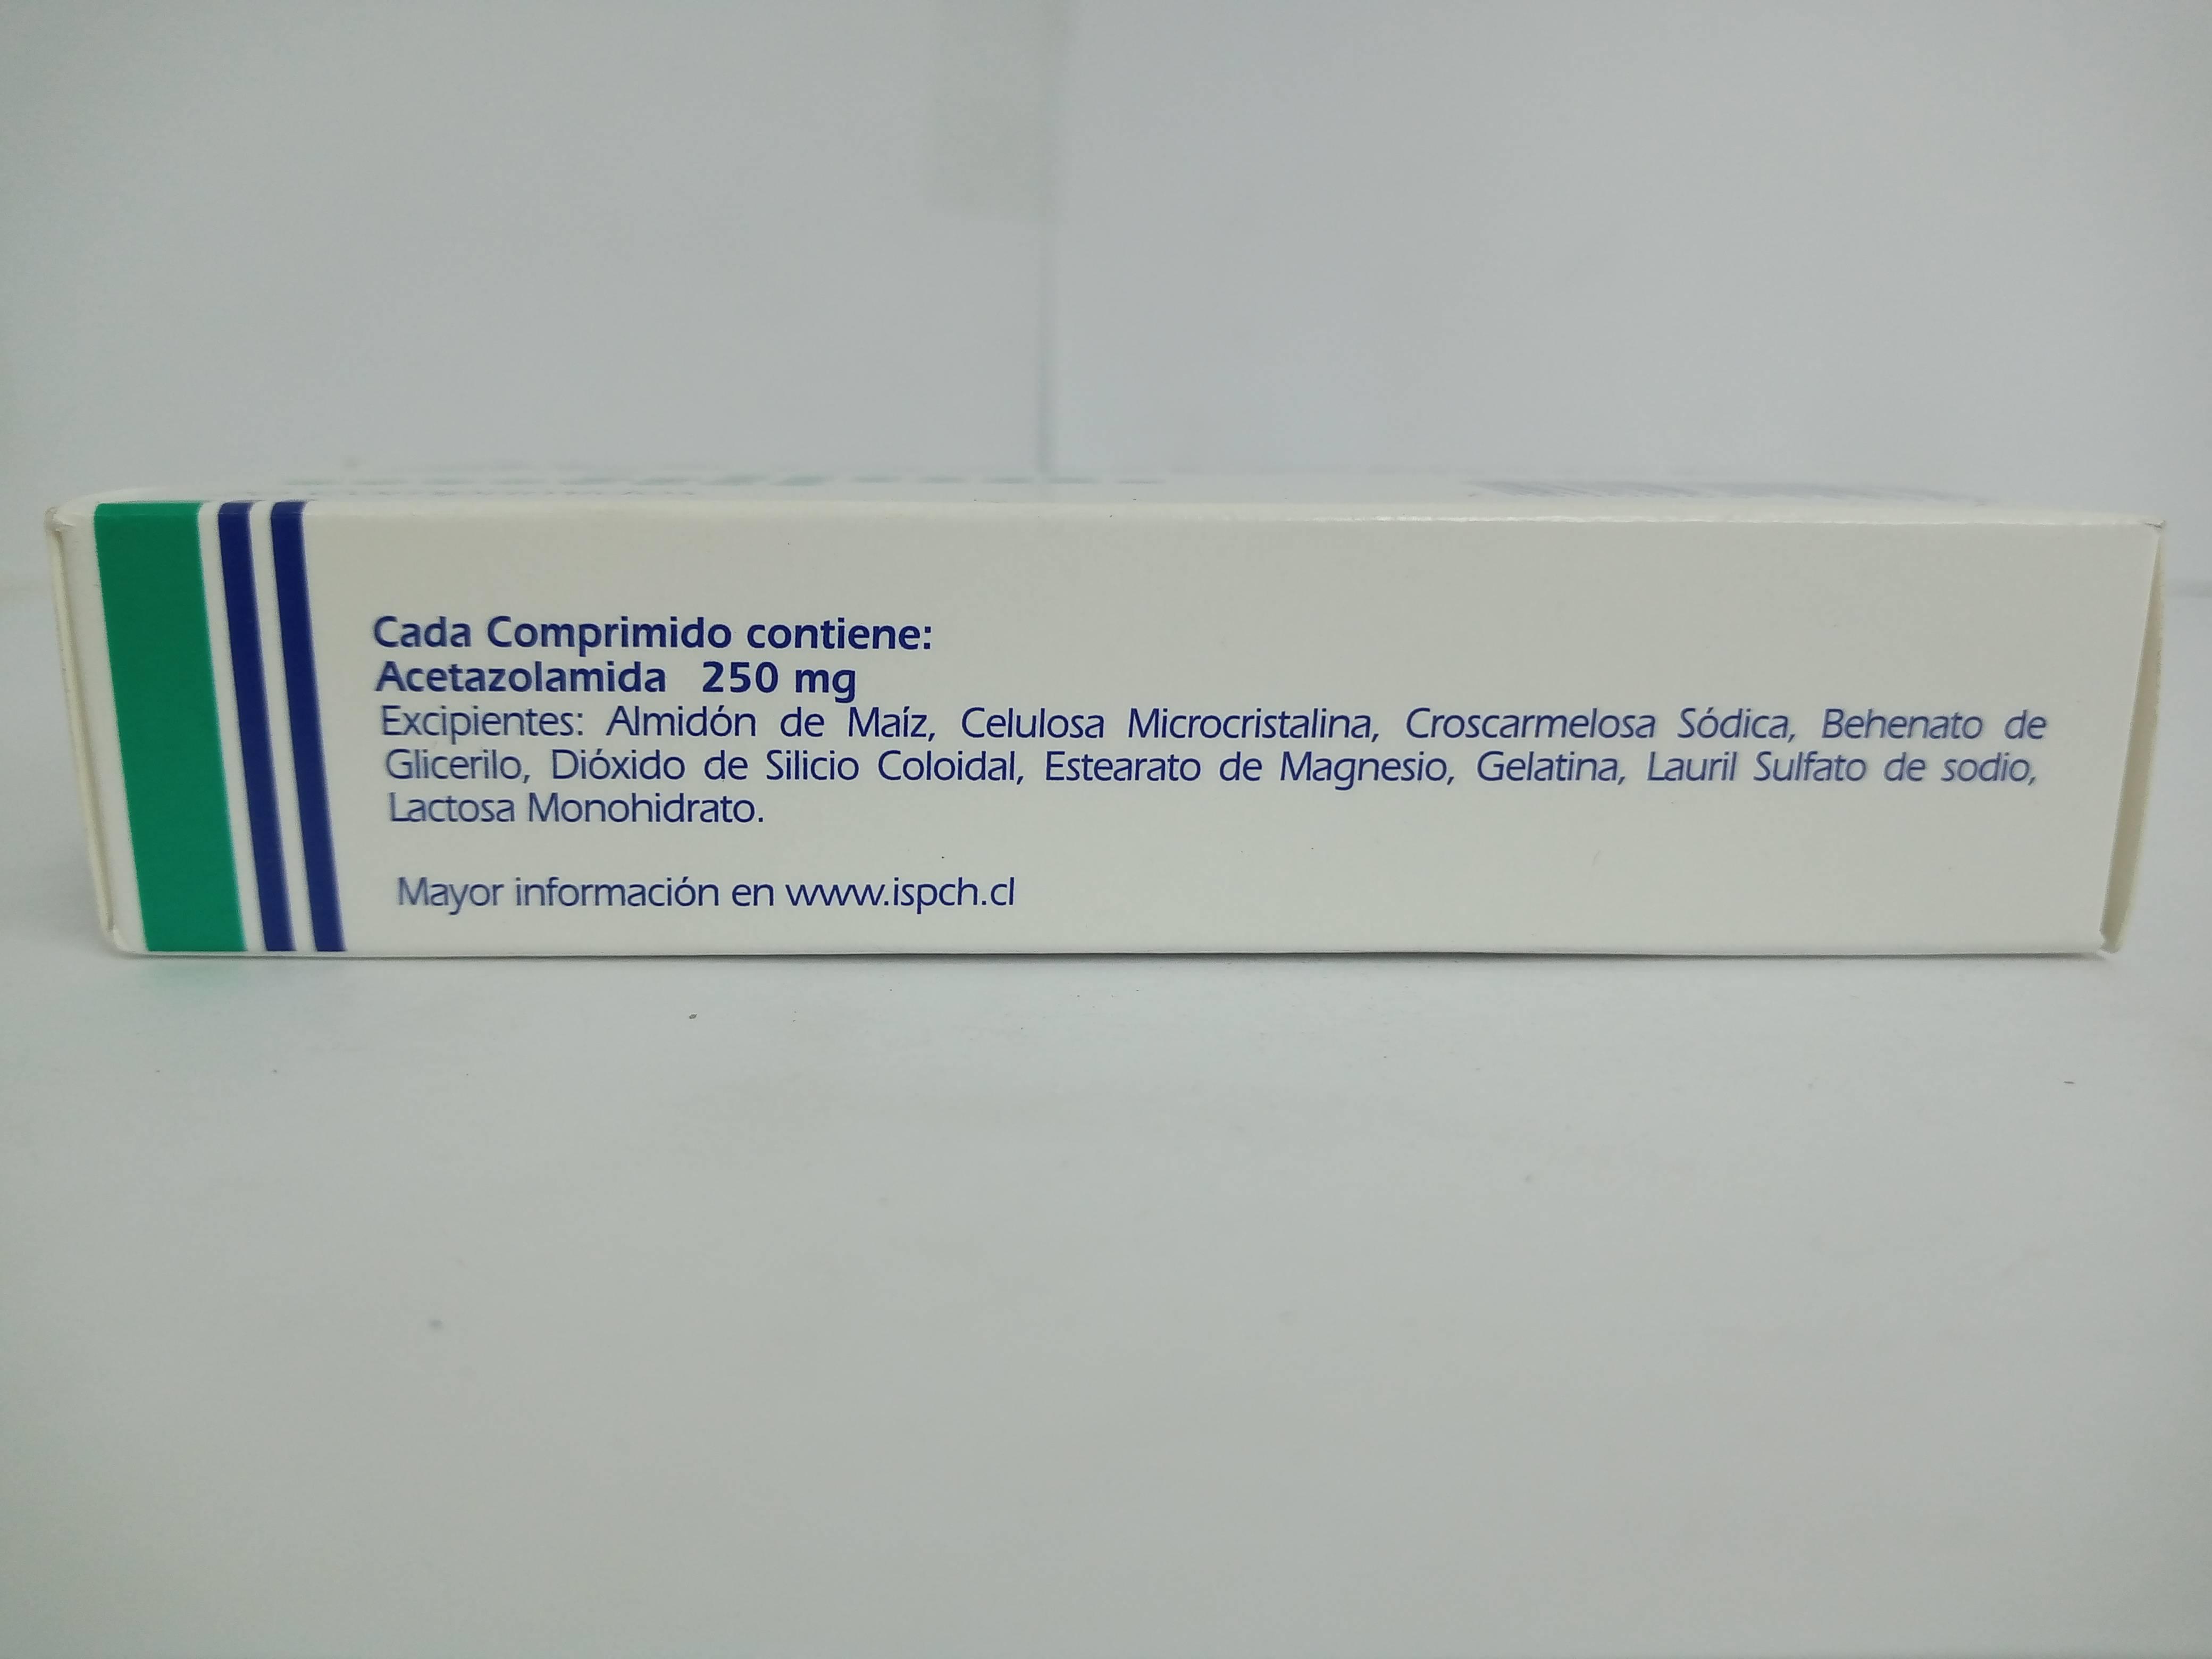 Cada Comprimido contiene:
Acetazolamida 250 mg
Excipientes: Almidón de Maíz, Celulosa Microcristalina, Croscarmelosa Sódica, Behenato de
Glicerilo, Dióxido de Silicio Coloidal, Estearato de Magnesio, Gelatina, Lauril Sulfato de sodio,
Lactosa Monohidrato.
Mayor información en www.ispch.cl